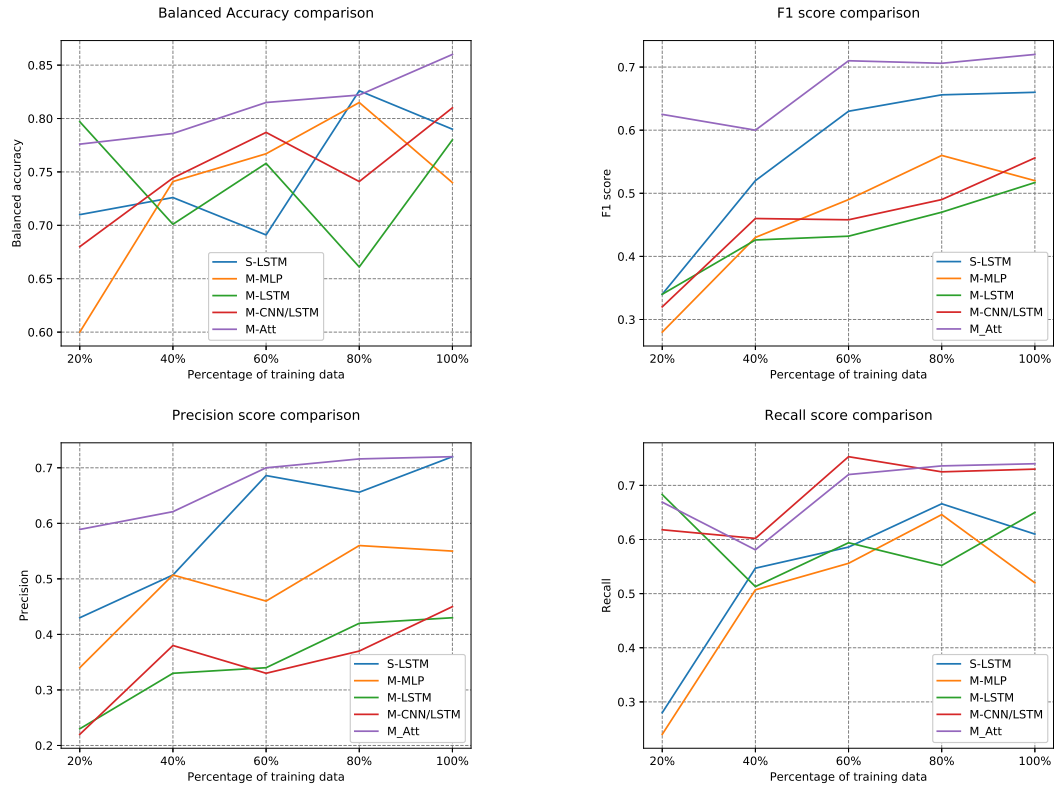 Balanced Accuracy comparison
Balanced accuracy
0.85
0.80
0.75
0.70
0.65
0.60
S-LSTM
M-MLP
M-LSTM
M-CNN/LSTM
M-Att
20% 40% 60% 80% 100%
Percentage of training data
F1 score comparison
F1 score
0.7
0.6
0.5
0.4
0.3
S-LSTM
M-MLP
M-LSTM
M-CNN/LSTM
M_Att
20% 40% 60% 80% 100%
Percentage of training data
Precision score comparison
Precision
0.7
0.6
0.5
0.4
0.3
0.2
S-LSTM
M-MLP
M-LSTM
M-CNN/LSTM
M_Att
20% 40% 60% 80% 100%
Percentage of training data
Recall score comparison
Recall
0.7
0.6
0.5
0.4
0.3
S-LSTM
M-MLP
M-LSTM
M-CNN/LSTM
M_Att
20% 40% 60% 80% 100%
Percentage of training data